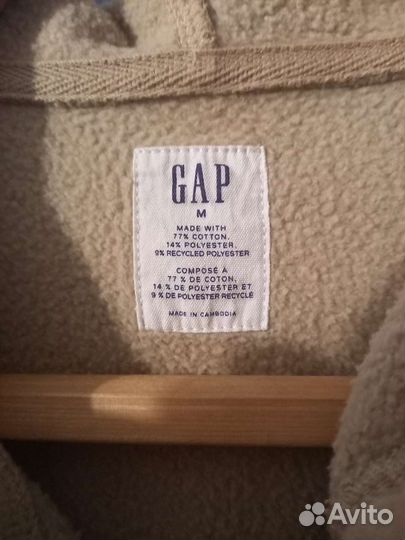 GAP
M
MADE WITH
77% COTTON,
14% POLYESTER,
9% RECYCLED POLYESTER
COMPOSÉ À
77 % DE COTON,
14 % DE POLYESTER ET
9 % DE POLYESTER RECYCLÉ
MADE IN CAMBODIA
Avito